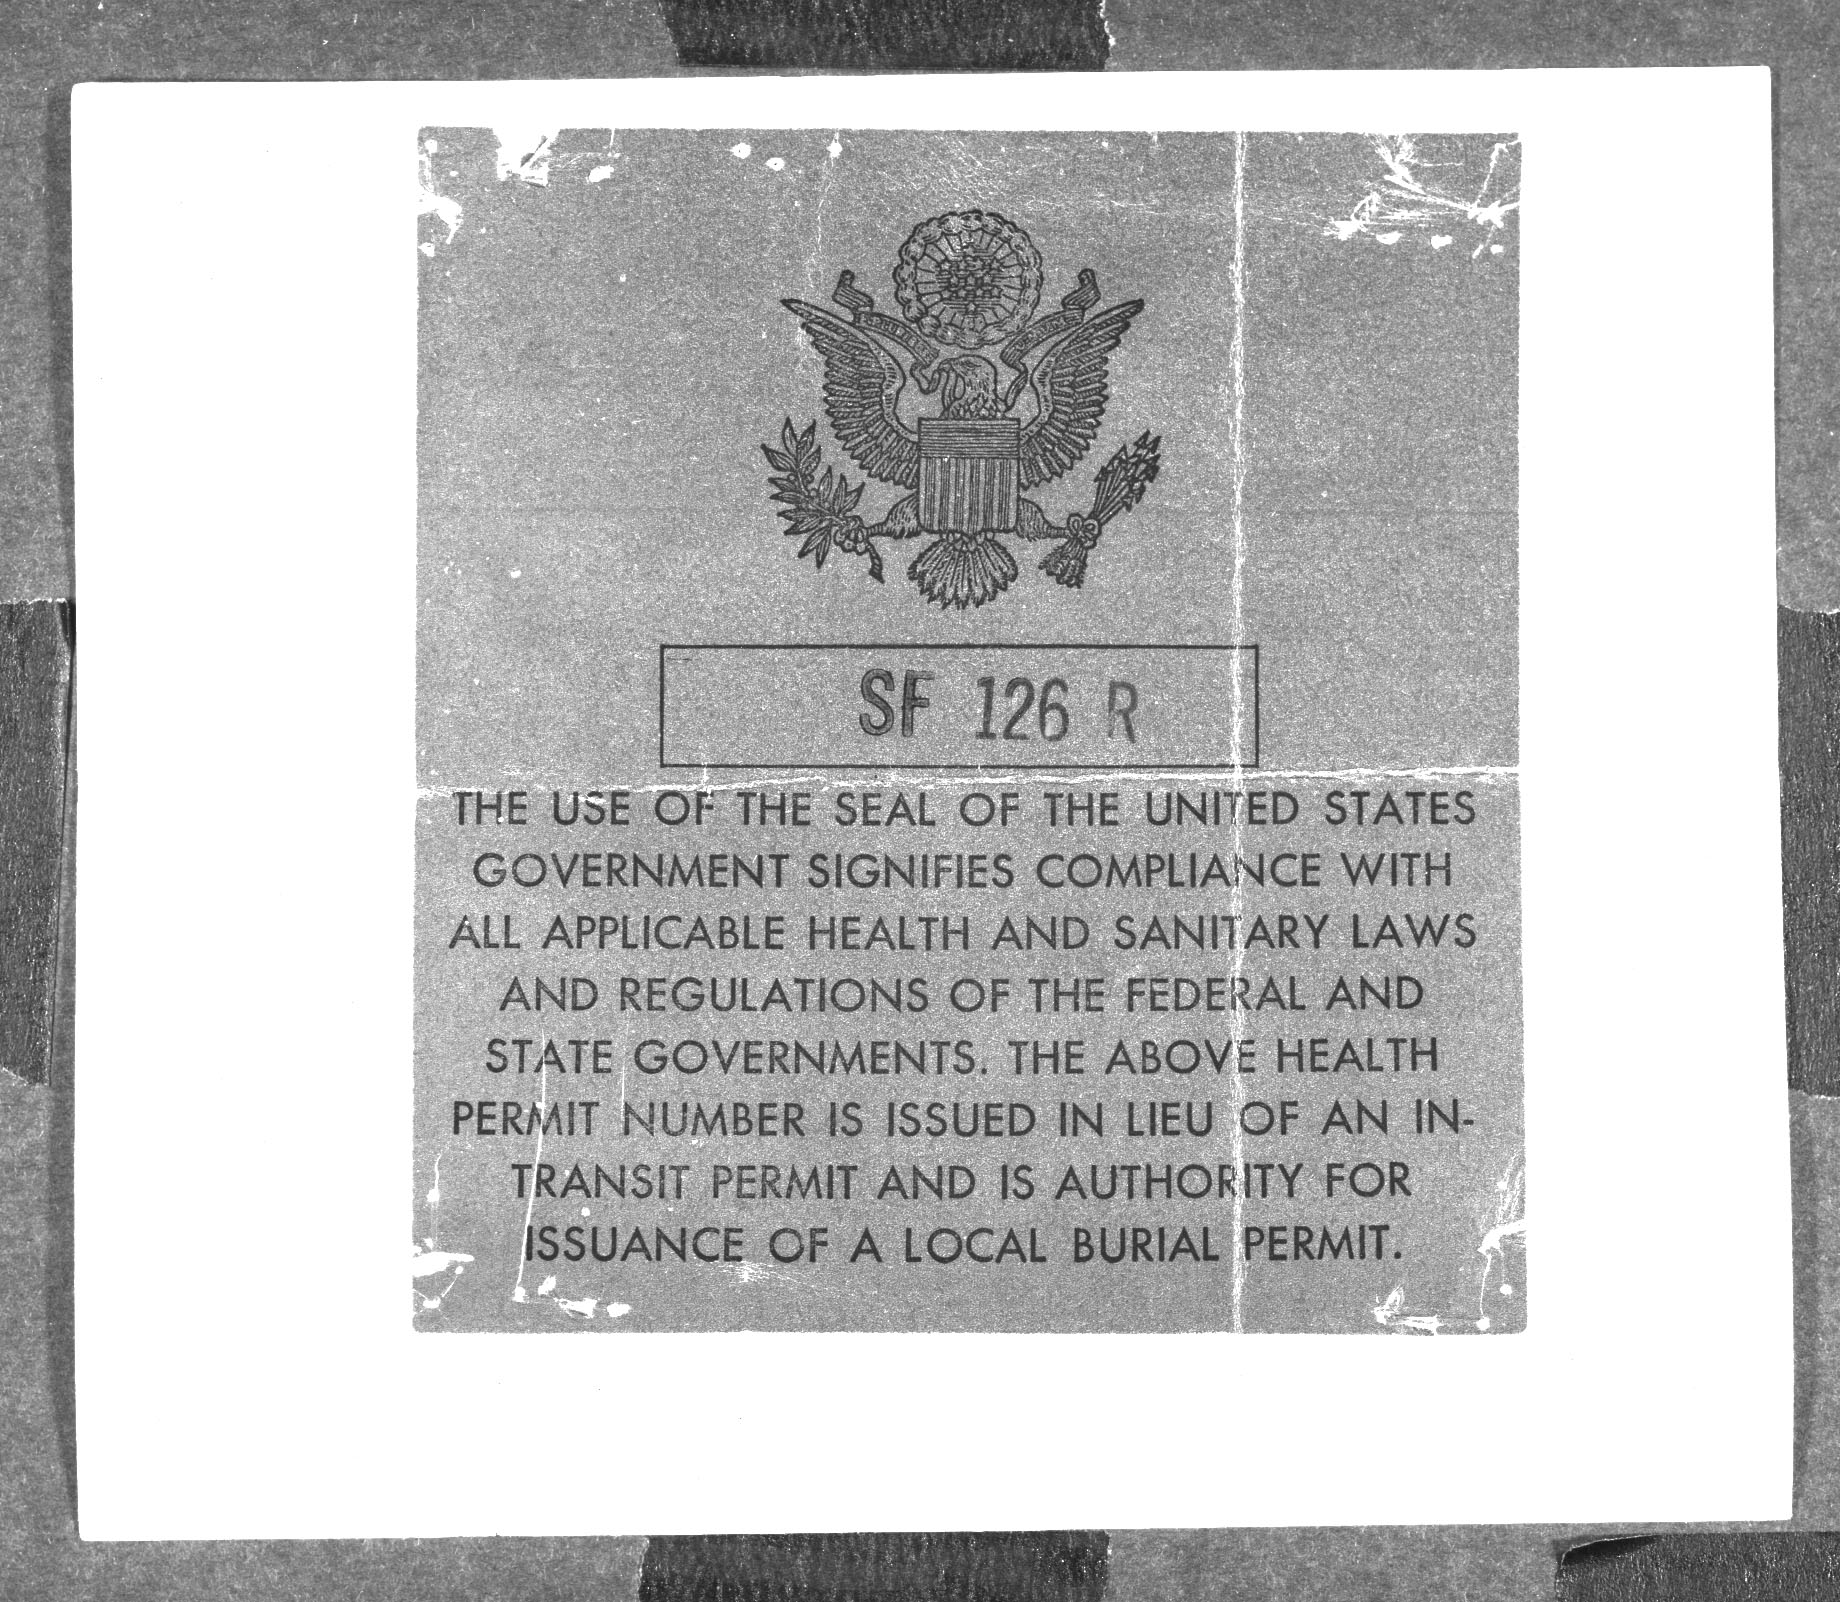 SF 126 R
THE USE OF THE SEAL OF THE UNITED STATES
GOVERNMENT SIGNIFIES COMPLIANCE WITH
ALL APPLICABLE HEALTH AND SANITARY LAWS
AND REGULATIONS OF THE FEDERAL AND
STATE GOVERNMENTS. THE ABOVE HEALTH
PERMIT NUMBER IS ISSUED IN LIEU OF AN IN-
TRANSIT PERMIT AND IS AUTHORITY FOR
ISSUANCE OF A LOCAL BURIAL PERMIT.